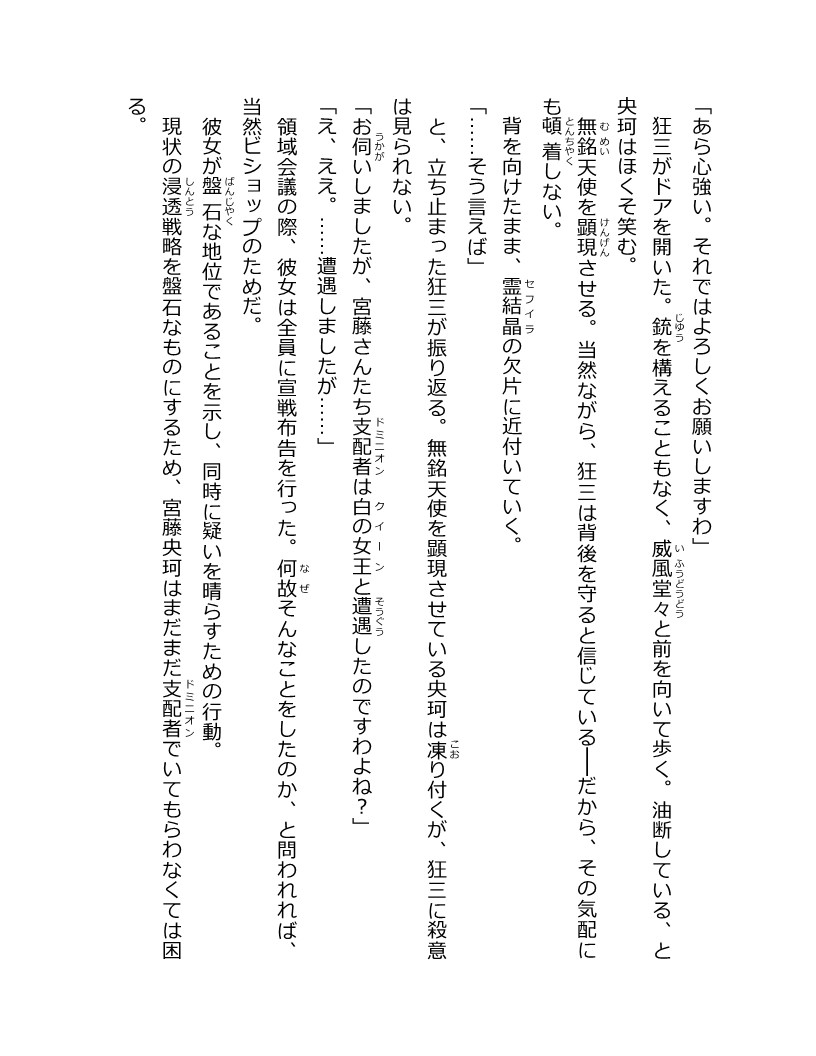 「あら心強い。それではよろしくお願いしますわ」
　狂三がドアを開いた。銃を構えることもなく、威風堂々と前を向いて歩く。油断している、と
央珂はほくそ笑む。
　無銘天使を顕現させる。当然ながら、狂三は背後を守ると信じている──だから、その気配に
も頓着しない。
　背を向けたまま、霊結晶の欠片に近付いていく。
「……そう言えば」
　と、立ち止まった狂三が振り返る。無銘天使を顕現させている央珂は凍り付くが、狂三に殺意
は見られない。
「お伺いしましたが、宮藤さんたち支配者は白の女王と遭遇したのですわよね？」
「え、ええ。……遭遇しましたが……」
　領域会議の際、彼女は全員に宣戦布告を行った。何故そんなことをしたのか、と問われれば、
当然ビショップのためだ。
　彼女が盤石な地位であることを示し、同時に疑いを晴らすための行動。
　現状の浸透戦略を盤石なものにするため、宮藤央珂はまだまだ支配者でいてもらわなくては困
る。